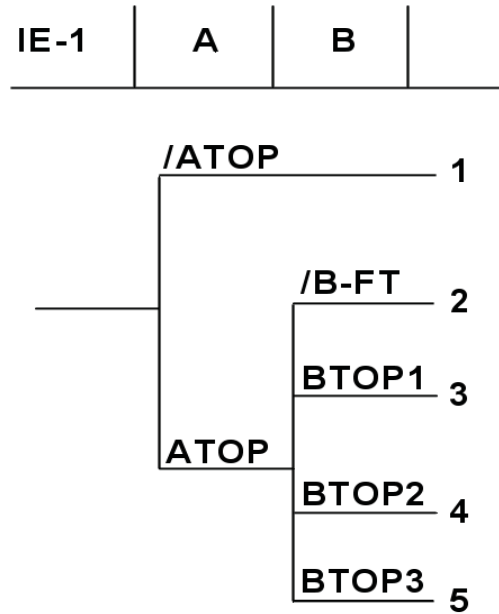 IE-1 A B
/ATOP 1
/B-FT 2
BTOP1 3
ATOP
BTOP2 4
BTOP3 5